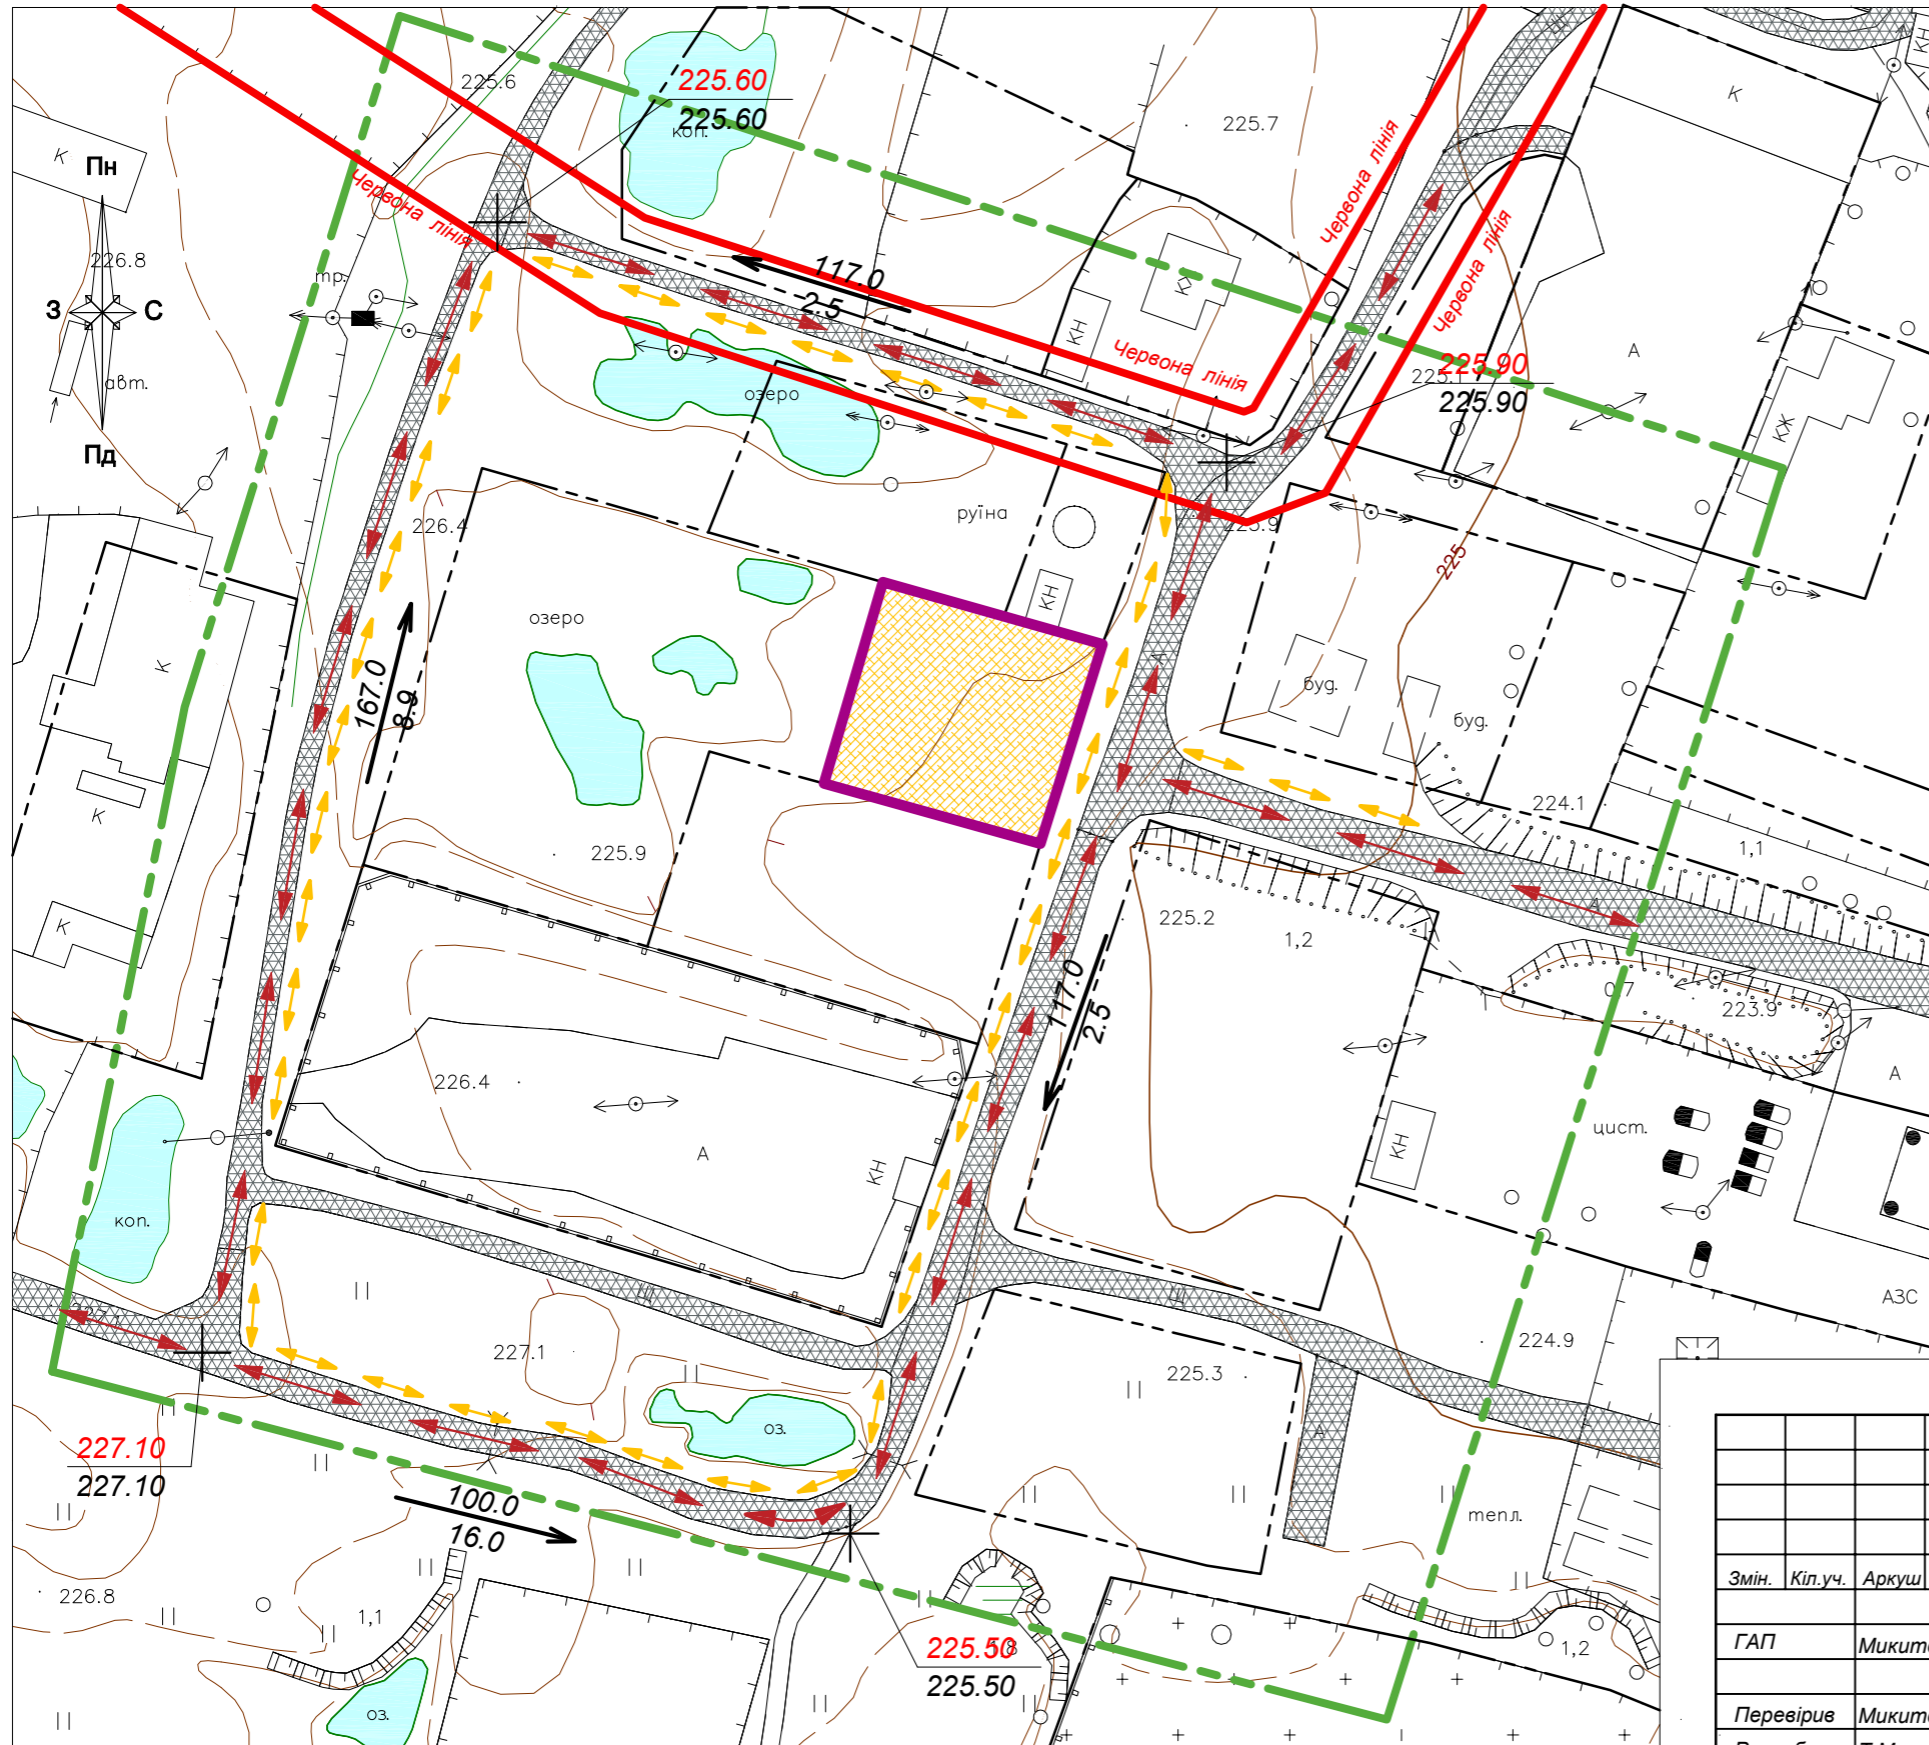 225.6
225.60
225.60
коп.
225.7
К
КН
Червона лінія
Червона лінія
Червона лінія
Червона лінія
К
Пн
226.8
З
С
авт.
Пд
тр.
117.0
2.5
КЖ
КН
озеро
225.90
225.90
А
КЖ
226.4
руїна
225.9
225
КН
озеро
буд.
буд.
167.0
8.9
К
К
К
А
224.1
1,1
225.9
225.2
1,2
А
0,7
223.9
117.0
2.5
226.4
А
КН
А
цист.
КН
коп.
Щ
Щ
АЗС
227.1
225.3
224.9
оз.
А
227.10
227.10
100.0
16.0
тепл.
226.8
1,1
225.50
225.50
1,2
оз.
Змін. Кіл.уч. Аркуш
ГАП
Перевірив